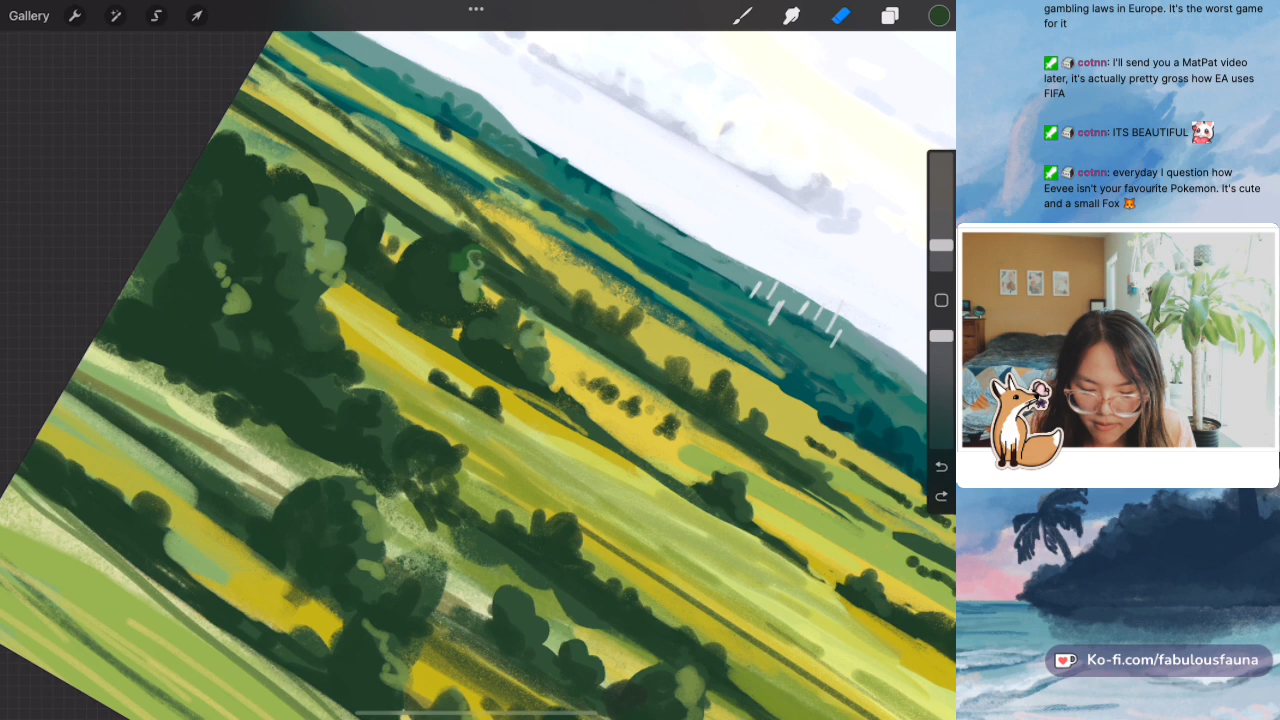 Gallery
gambling laws in Europe. It's the worst game
for it
cotnn: I'll send you a MatPat video
later, it's actually pretty gross how EA uses
FIFA
cotnn: ITS BEAUTIFUL
cotnn: everyday I question how
Eevee isn't your favourite Pokemon. It's cute
and a small Fox
Ko-fi.com/fabulousfauna